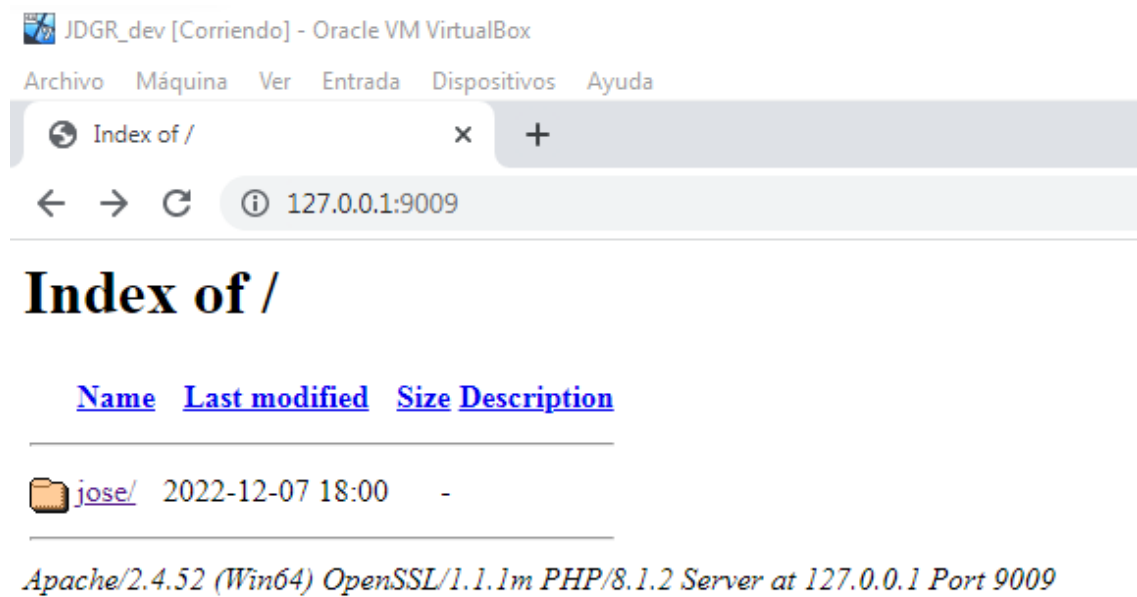 JDGR_dev [Corriendo] - Oracle VM VirtualBox
Archivo Máquina Ver Entrada Dispositivos Ayuda
Index of /
127.0.0.1:9009
Index of /
Name Last modified Size Description
jose/ 2022-12-07 18:00 -
Apache/2.4.52 (Win64) OpenSSL/1.1.1m PHP/8.1.2 Server at 127.0.0.1 Port 9009